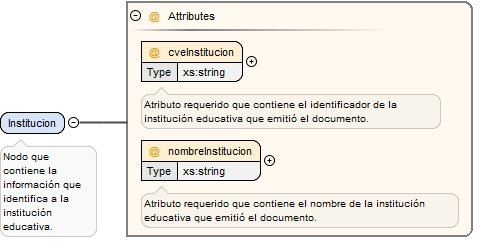 @ Attributes
@ cveInstitucion
Type xs:string
Atributo requerido que contiene el identificador de la
institución educativa que emitió el documento.
Institucion
Nodo que
contiene la
información que
identifica a la
institución
educativa.
@ nombreInstitucion
Type xs:string
Atributo requerido que contiene el nombre de la institución
educativa que emitió el documento.